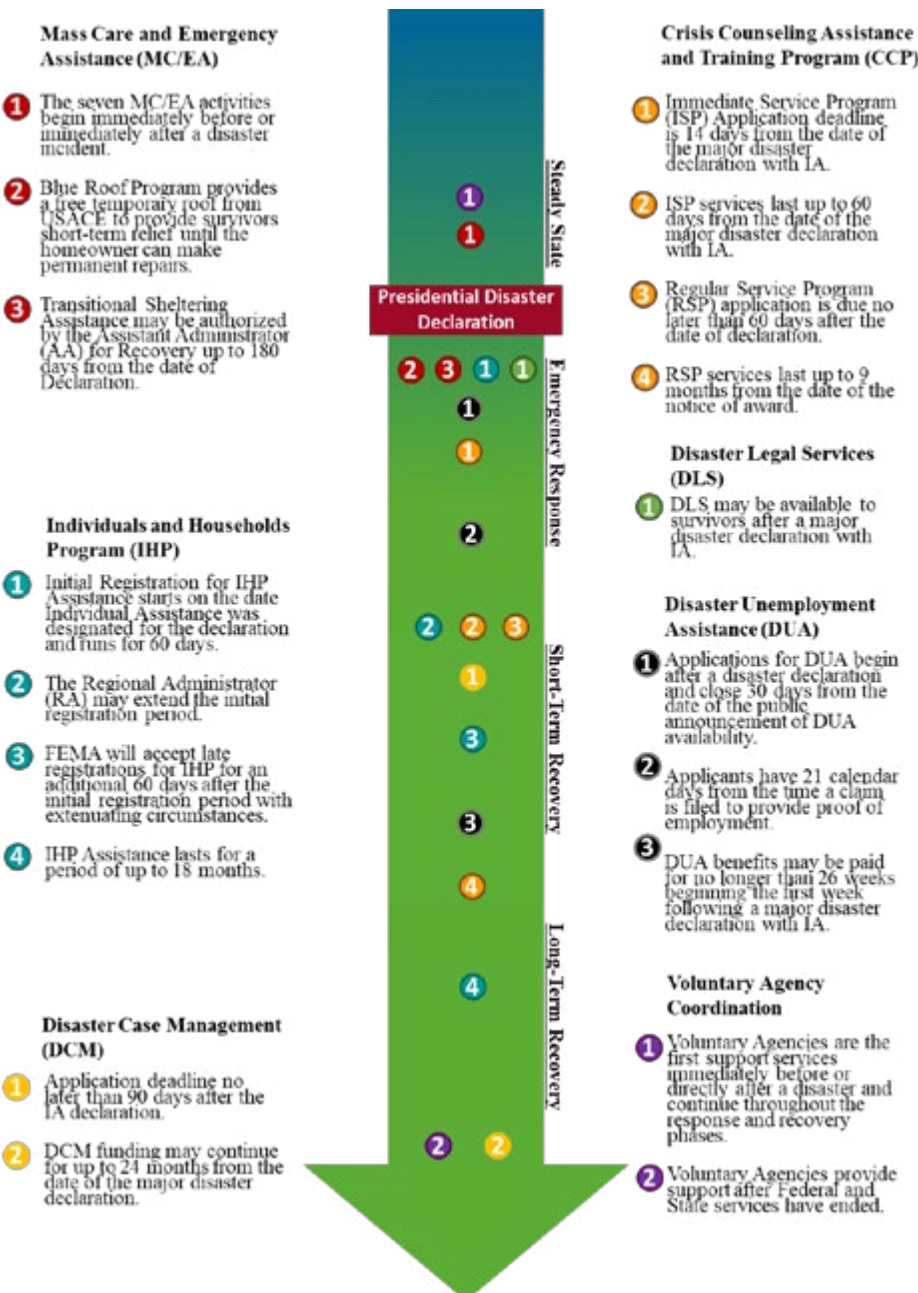 Mass Care and Emergency
Assistance (MC/EA)
1
The seven MC/EA activities
begin immediately before or
immediately after a disaster
incident.
2
Blue Roof Program provides
a free temporary roof from
USACE to provide survivors
short-term relief until the
homeowner can make
permanent repairs.
3
Transitional Sheltering
Assistance may be authorized
by the Assistant Administrator
(AA) for Recovery up to 180
days from the date of
Declaration.
Individuals and Households
Program (IHP)
1
Initial Registration for IHP
Assistance starts on the date
Individual Assistance was
designated for the declaration
and runs for 60 days.
2
The Regional Administrator
(RA) may extend the initial
registration period.
3
FEMA will accept late
registrations for IHP for an
additional 60 days after the
initial registration period with
extenuating circumstances.
4
IHP Assistance lasts for a
period of up to 18 months.
Disaster Case Management
(DCM)
1
Application deadline no
later than 90 days after the
IA declaration.
2
DCM funding may continue
for up to 24 months from the
date of the major disaster
declaration.
Steady State
1
1
Presidential Disaster
Declaration
Emergency Response
2 3 1 1
1
1
2
2 2 3
Short-Term Recovery
1
3
3
4
Long-Term Recovery
4
2 2
Crisis Counseling Assistance
and Training Program (CCP)
1
Immediate Service Program
(ISP) Application deadline
is 14 days from the date of
the major disaster
declaration with IA.
2
ISP services last up to 60
days from the date of the
major disaster declaration
with IA.
3
Regular Service Program
(RSP) application is due no
later than 60 days after the
date of declaration.
4
RSP services last up to 9
months from the date of the
notice of award.
Disaster Legal Services
(DLS)
1
DLS may be available to
survivors after a major
disaster declaration with
IA.
Disaster Unemployment
Assistance (DUA)
1
Applications for DUA begin
after a disaster declaration
and close 30 days from the
date of the public
announcement of DUA
availability.
2
Applicants have 21 calendar
days from the time a claim
is filed to provide proof of
employment.
3
DUA benefits may be paid
for no longer than 26 weeks
beginning the first week
following a major disaster
declaration with IA.
Voluntary Agency
Coordination
1
Voluntary Agencies are the
first support services
immediately before or
directly after a disaster and
continue throughout the
response and recovery
phases.
2
Voluntary Agencies provide
support after Federal and
State services have ended.